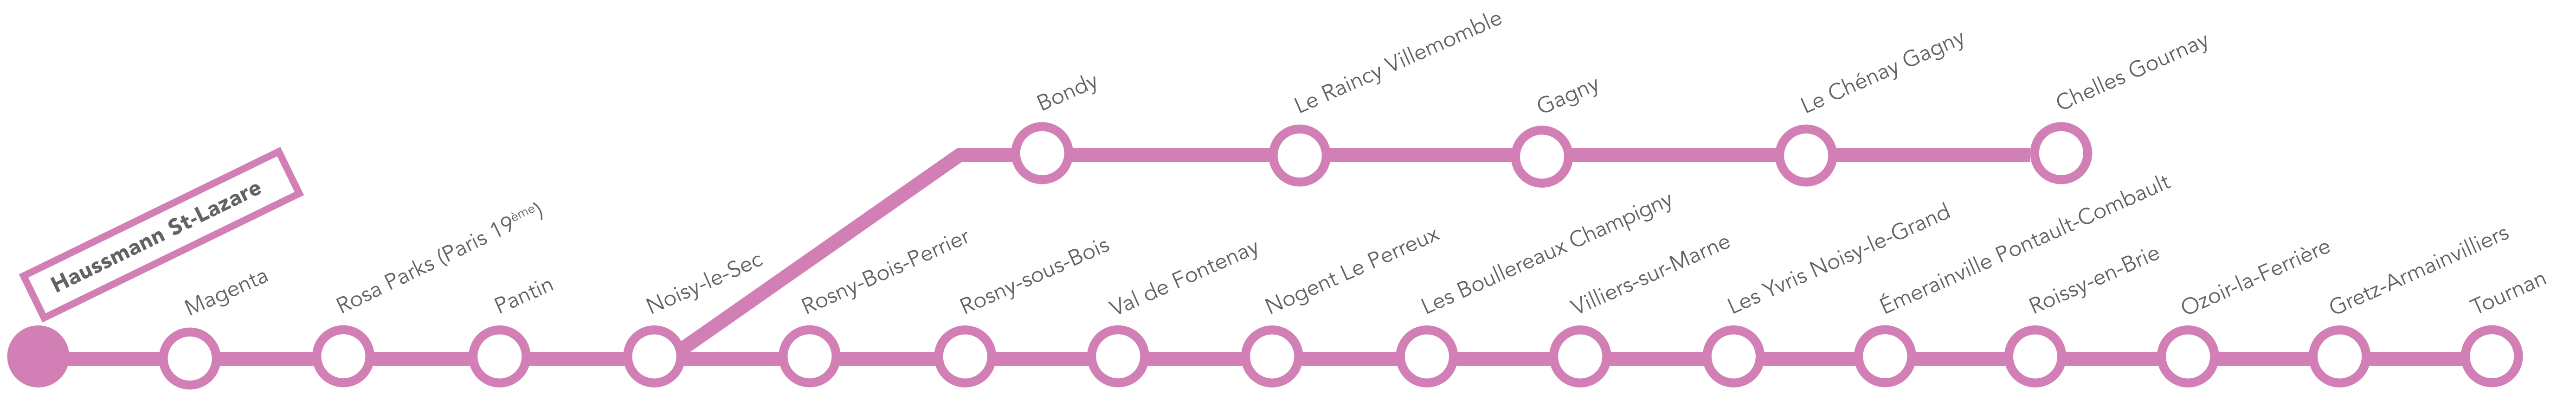 Bondy
Le Raincy Villemomble
Gagny
Le Chénay Gagny
Chelles Gournay
Haussmann St-Lazare
Magenta
Rosa Parks (Paris 19ème)
Pantin
Noisy-le-Sec
Rosny-Bois-Perrier
Rosny-sous-Bois
Val de Fontenay
Nogent Le Perreux
Les Boullereaux Champigny
Villiers-sur-Marne
Les Yvris Noisy-le-Grand
Émerainville Pontault-Combault
Roissy-en-Brie
Ozoir-la-Ferrière
Gretz-Armainvilliers
Tournan